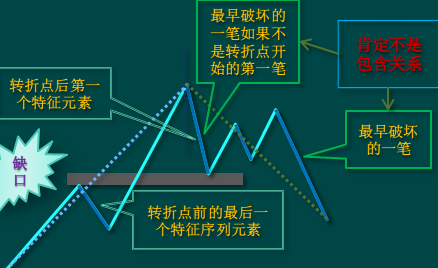 最早破坏的
一笔如果不
是转折点开
始的第一笔
肯定不是
包含关系
转折点后第一
个特征元素
最早破坏
的一笔
缺
口
转折点前的最后一
个特征序列元素